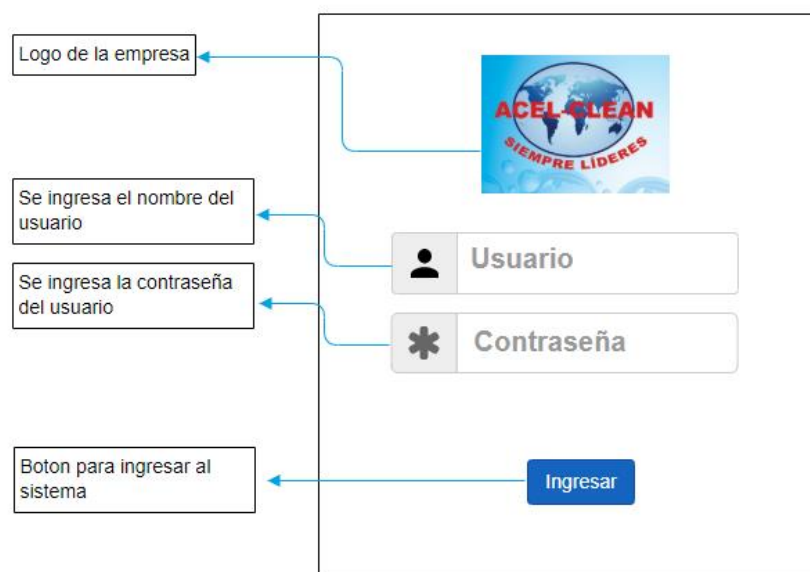 Logo de la empresa
ACEL-CLEAN
SIEMPRE LÍDERES
Se ingresa el nombre del
usuario
Usuario
Se ingresa la contraseña
del usuario
Contraseña
Boton para ingresar al
sistema
Ingresar